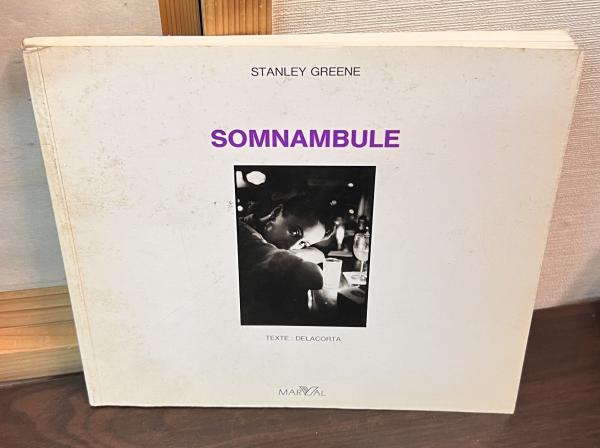 STANLEY GREENE
SOMNAMBULE
TEXTE : DELACORTA
MARVAL